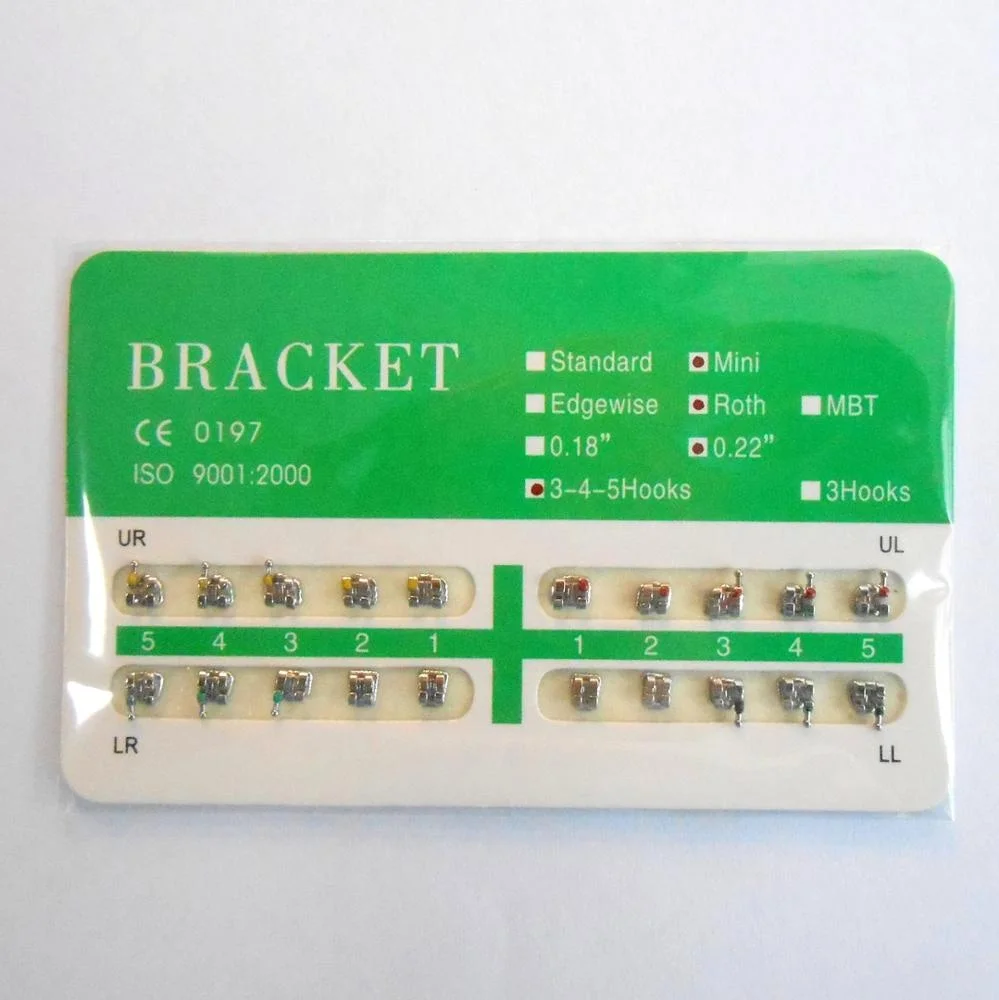 BRACKET
CE 0197
ISO 9001:2000
Standard Mini
Edgewise Roth MBT
0.18” 0.22”
3-4-5Hooks 3Hooks
UR UL
5 4 3 2 1 1 2 3 4 5
LR LL